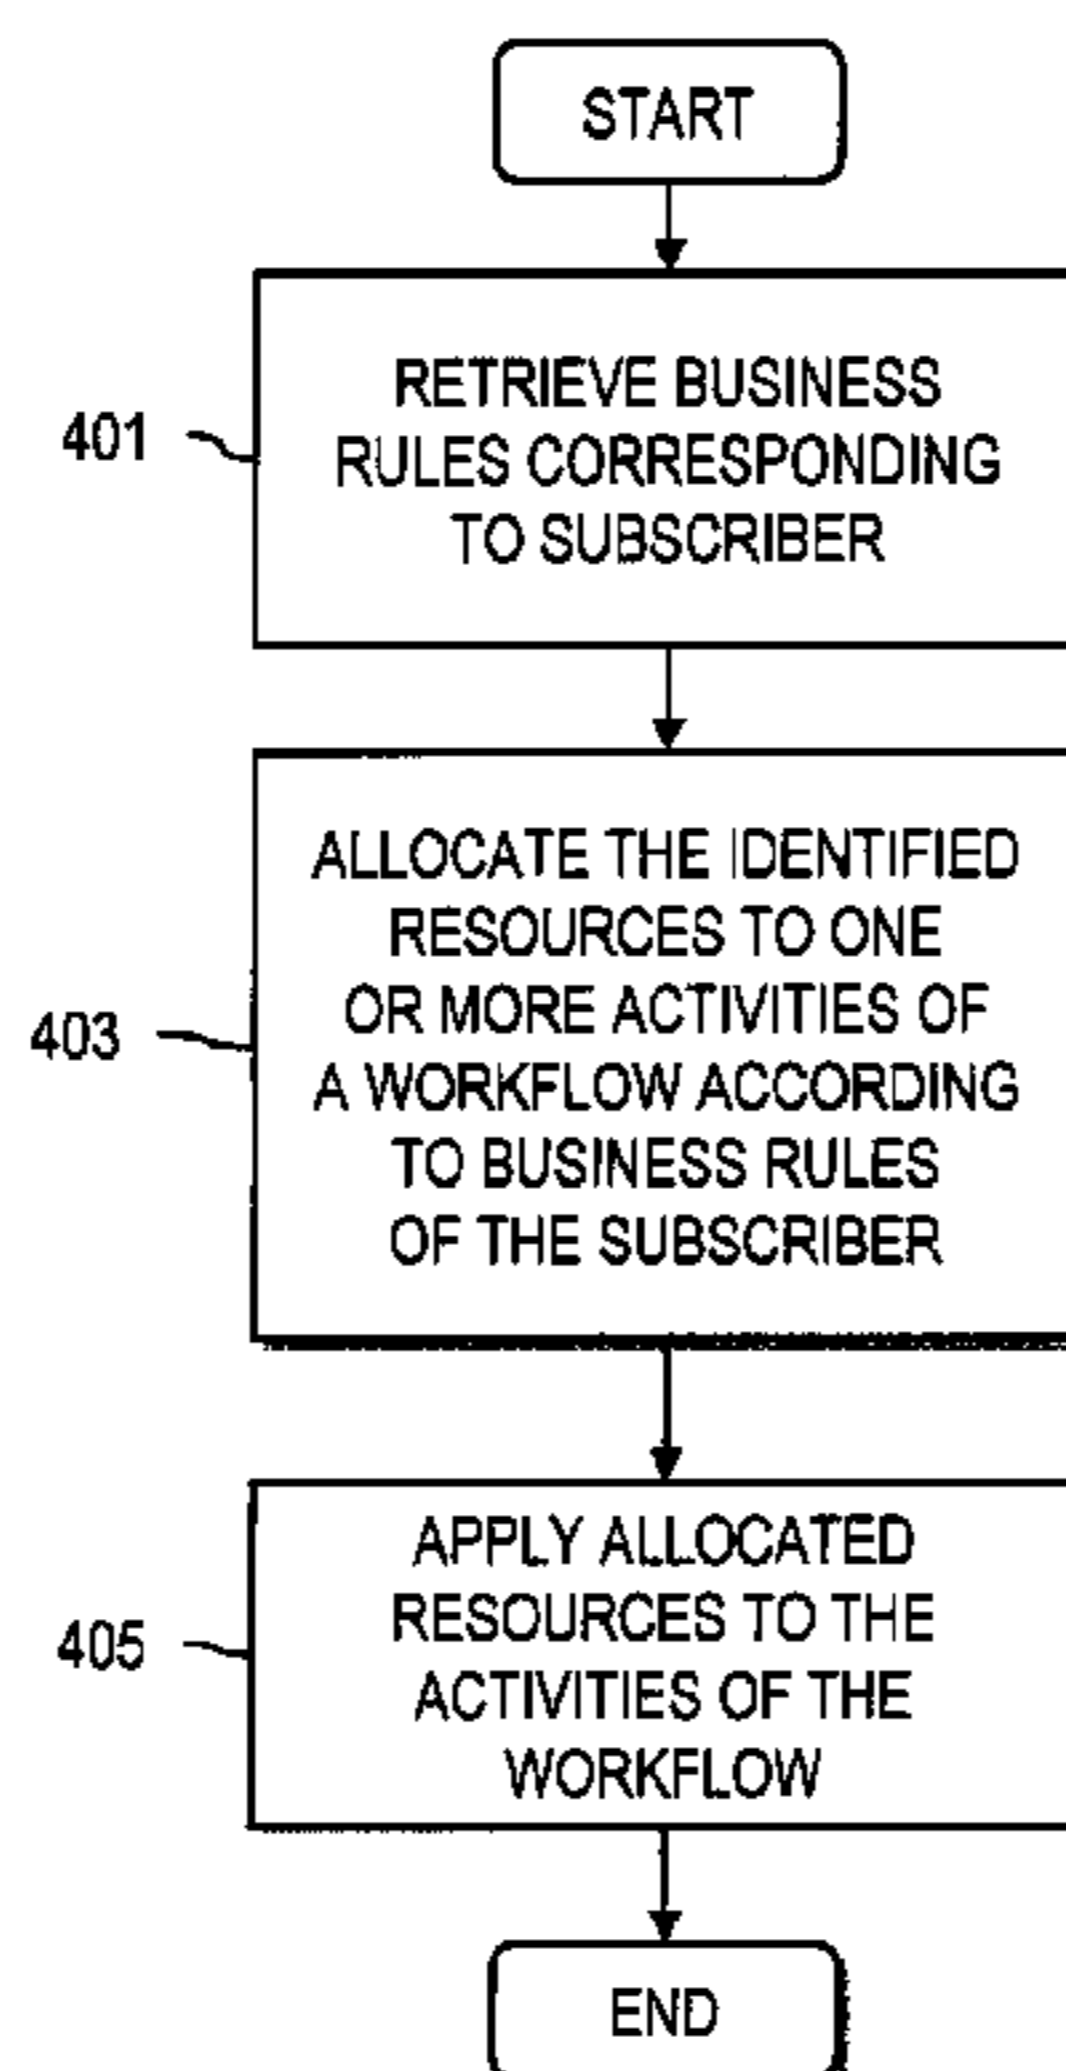 START
401
RETRIEVE BUSINESS
RULES CORRESPONDING
TO SUBSCRIBER
403
ALLOCATE THE IDENTIFIED
RESOURCES TO ONE
OR MORE ACTIVITIES OF
A WORKFLOW ACCORDING
TO BUSINESS RULES
OF THE SUBSCRIBER
405
APPLY ALLOCATED
RESOURCES TO THE
ACTIVITIES OF THE
WORKFLOW
END